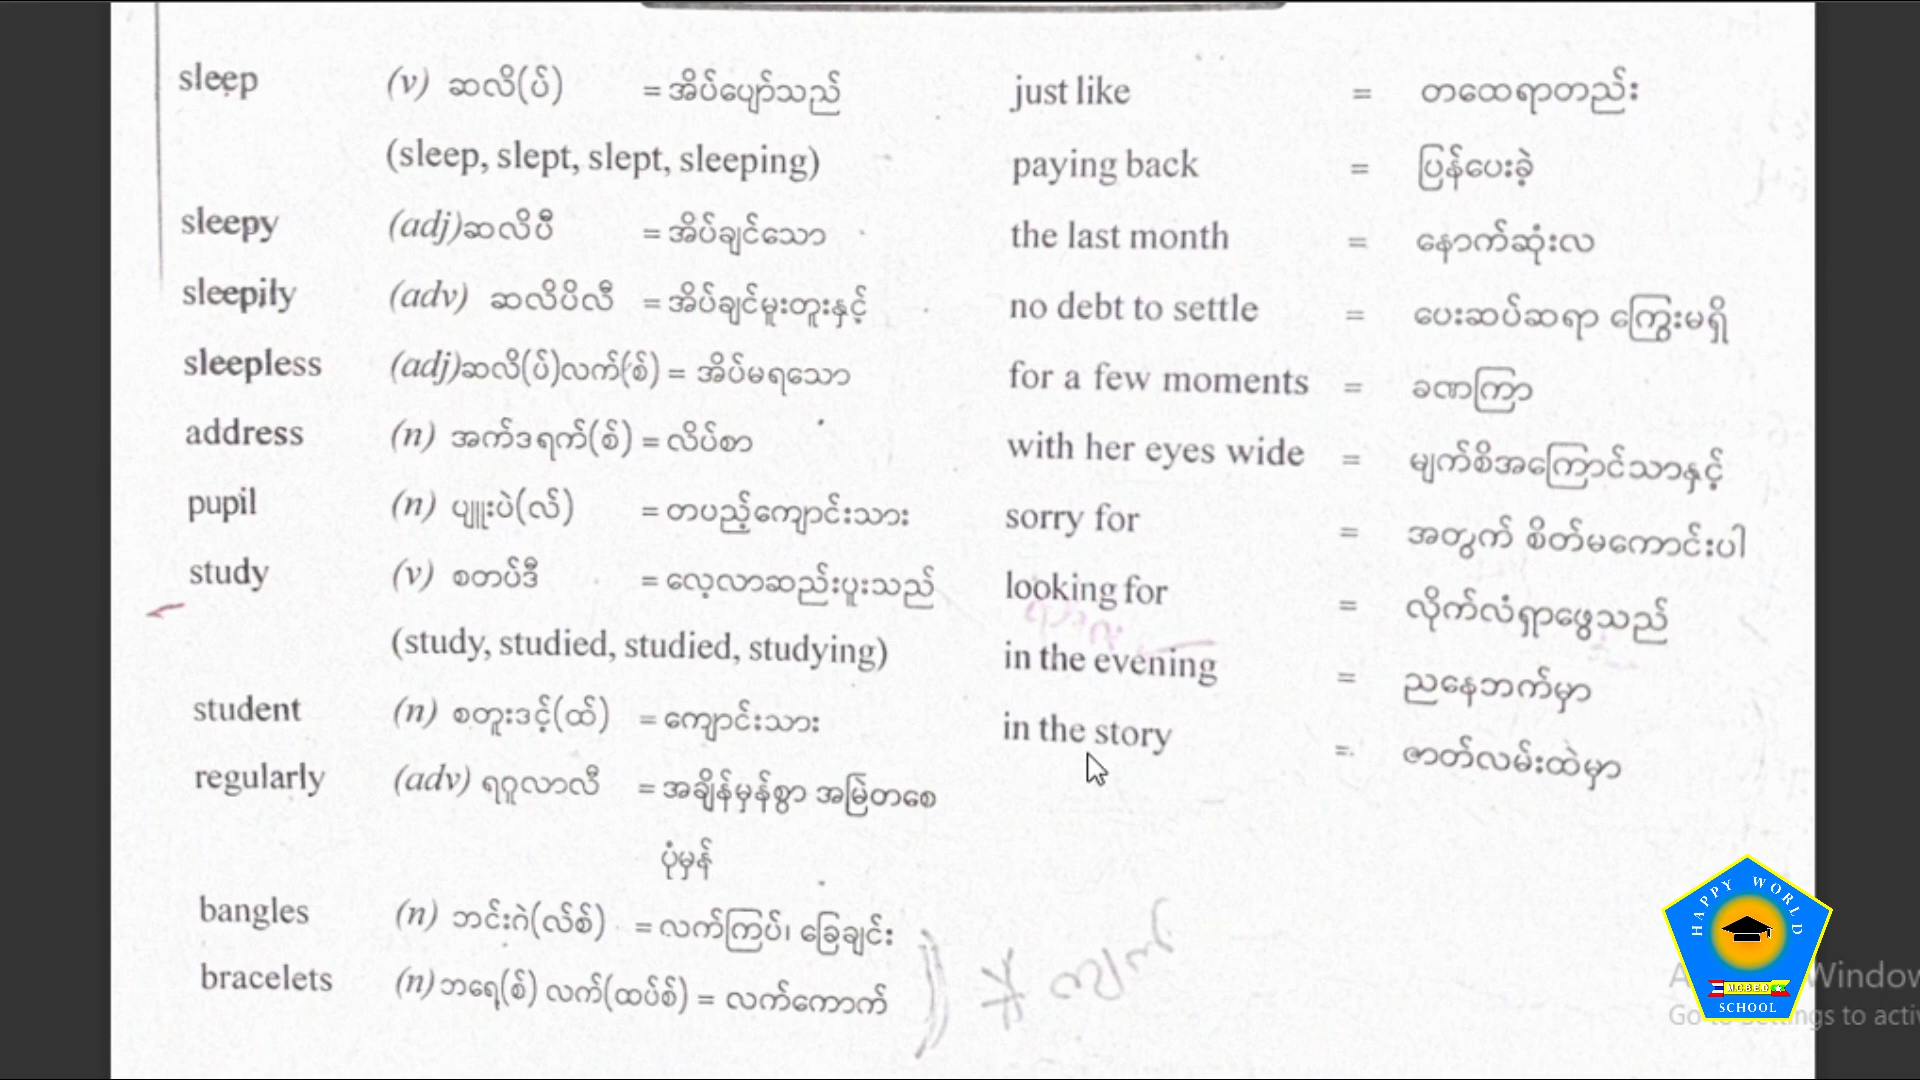 sleep (v) ဆလိ(ပ်) = အိပ်ပျော်သည်
(sleep, slept, slept, sleeping)
sleepy (adj)ဆလိပီ = အိပ်ချင်သော
sleepily (adv) ဆလိပိလီ = အိပ်ချင်မူးတူးနှင့်
sleepless (adj)ဆလိ(ပ်)လက်(စ်) = အိပ်မရသော
address (n) အက်ဒရက်(စ်) = လိပ်စာ
pupil (n) ပျူးပဲ(လ်) = တပည့်ကျောင်းသား
study (v) စတပ်ဒီ = လေ့လာဆည်းပူးသည်
(study, studied, studied, studying)
student (n) စတူးဒင့်(ထ်) = ကျောင်းသား
regularly (adv) ရဂူလာလီ = အချိန်မှန်စွာ အမြဲတစေ
ပုံမှန်
bangles (n) ဘင်းဂဲ(လ်စ်) = လက်ကြပ်၊ ခြေချင်း
bracelets (n) ဘရေ(စ်) လက်(ထပ်စ်) = လက်ကောက်
just like = တထေရာတည်း
paying back = ပြန်ပေးခဲ့
the last month = နောက်ဆုံးလ
no debt to settle = ပေးဆပ်ဆရာ ကြွေးမရှိ
for a few moments = ခဏကြာ
with her eyes wide = မျက်စိအကြောင်သားနှင့်
sorry for = အတွက် စိတ်မကောင်းပါ
looking for = လိုက်လံရှာဖွေသည်
in the evening = ညနေဘက်မှာ
in the story = ဇာတ်လမ်းထဲမှာ
HAPPY WORLD
M.C.B.E.D
SCHOOL